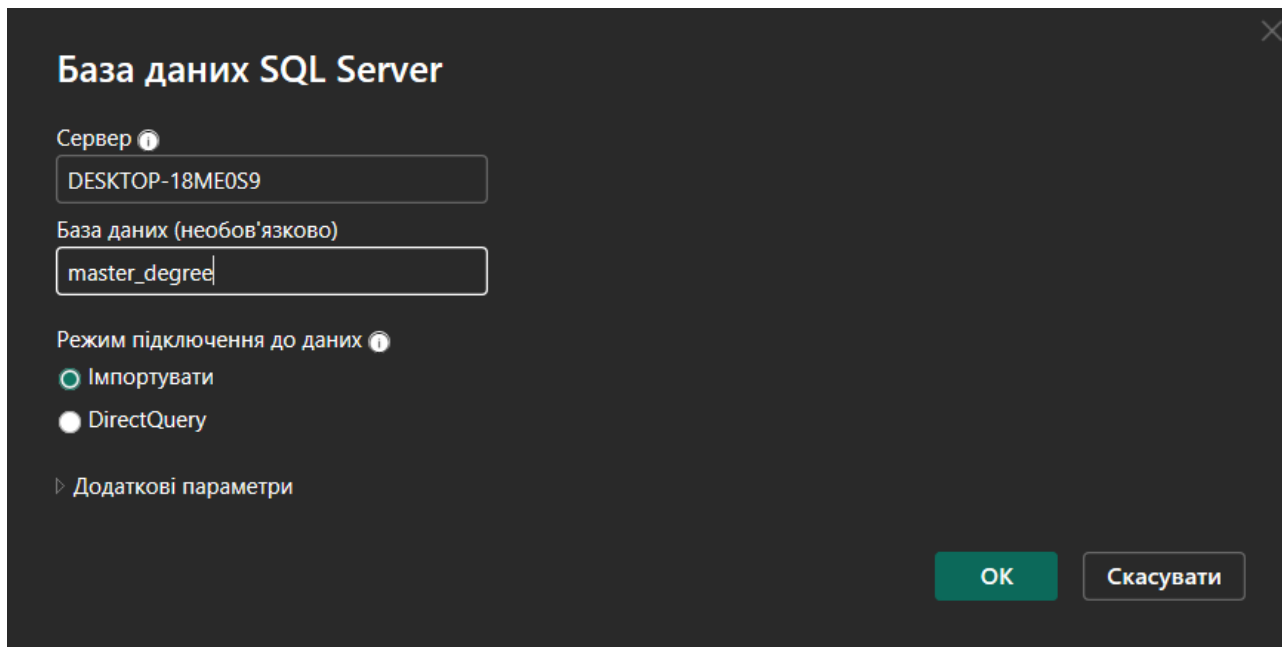 База даних SQL Server
Сервер
DESKTOP-18ME0S9
База даних (необов'язково)
master_degree
Режим підключення до даних
Імпортувати
DirectQuery
Додаткові параметри
ОК
Скасувати